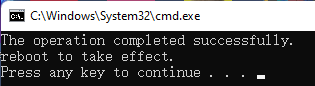 C:\Windows\System32\cmd.exe
The operation completed successfully.
reboot to take effect.
Press any key to continue . . .